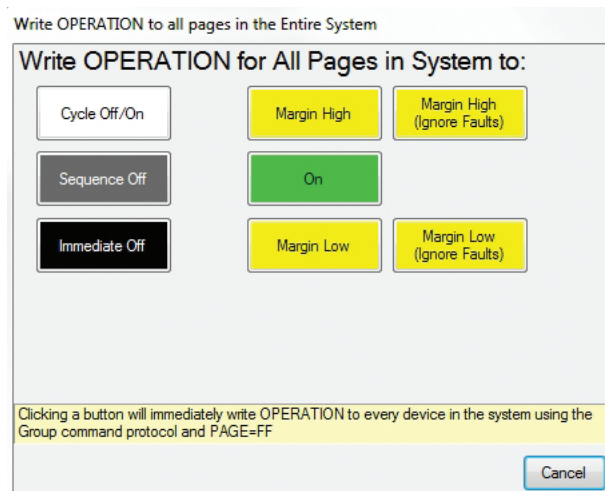 Write OPERATION to all pages in the Entire System
Write OPERATION for All Pages in System to:
Cycle Off/On
Margin High
Margin High
(Ignore Faults)
Sequence Off
On
Immediate Off
Margin Low
Margin Low
(Ignore Faults)
Clicking a button will immediately write OPERATION to every device in the system using the
Group command protocol and PAGE=FF
Cancel